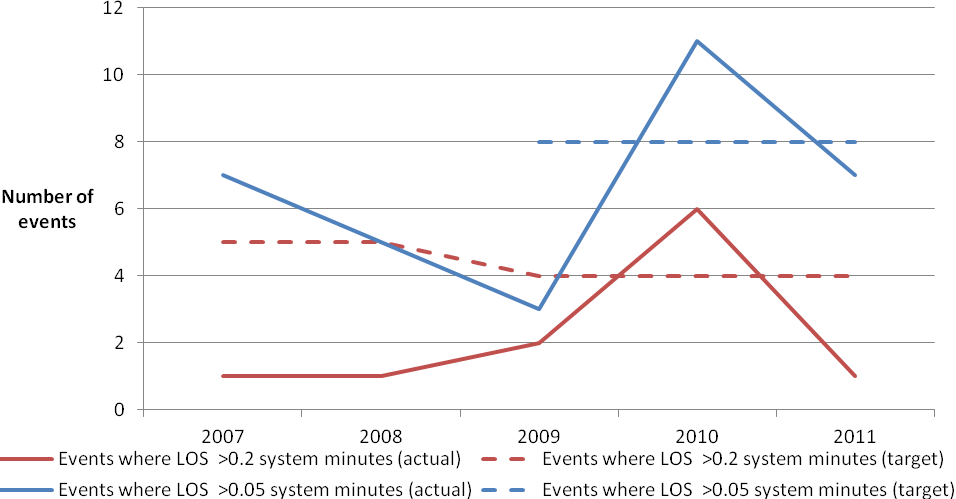 12
10
8
Number of
events
6
4
2
0
2007 2008 2009 2010 2011
Events where LOS >0.2 system minutes (actual) Events where LOS >0.2 system minutes (target)
Events where LOS >0.05 system minutes (actual) Events where LOS >0.05 system minutes (target)